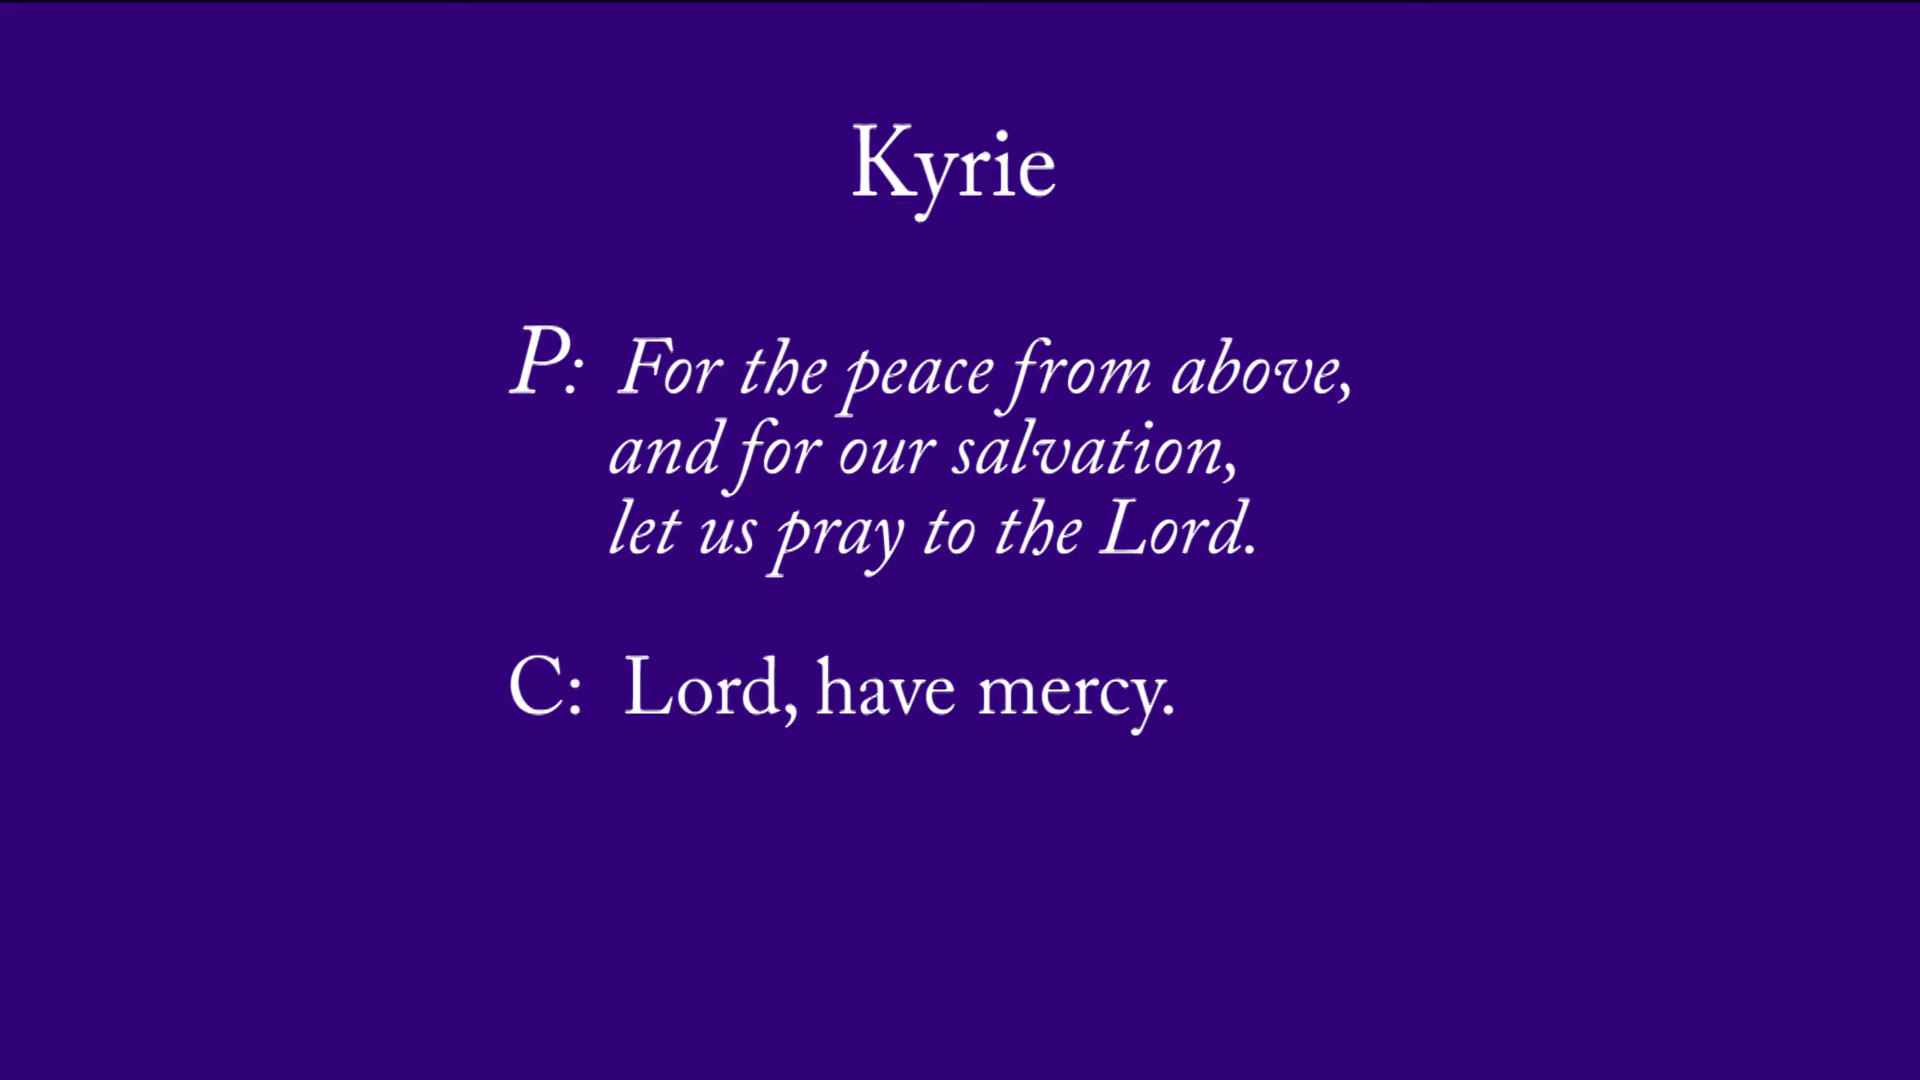 Kyrie
P: For the peace from above,
and for our salvation,
let us pray to the Lord.
C: Lord, have mercy.